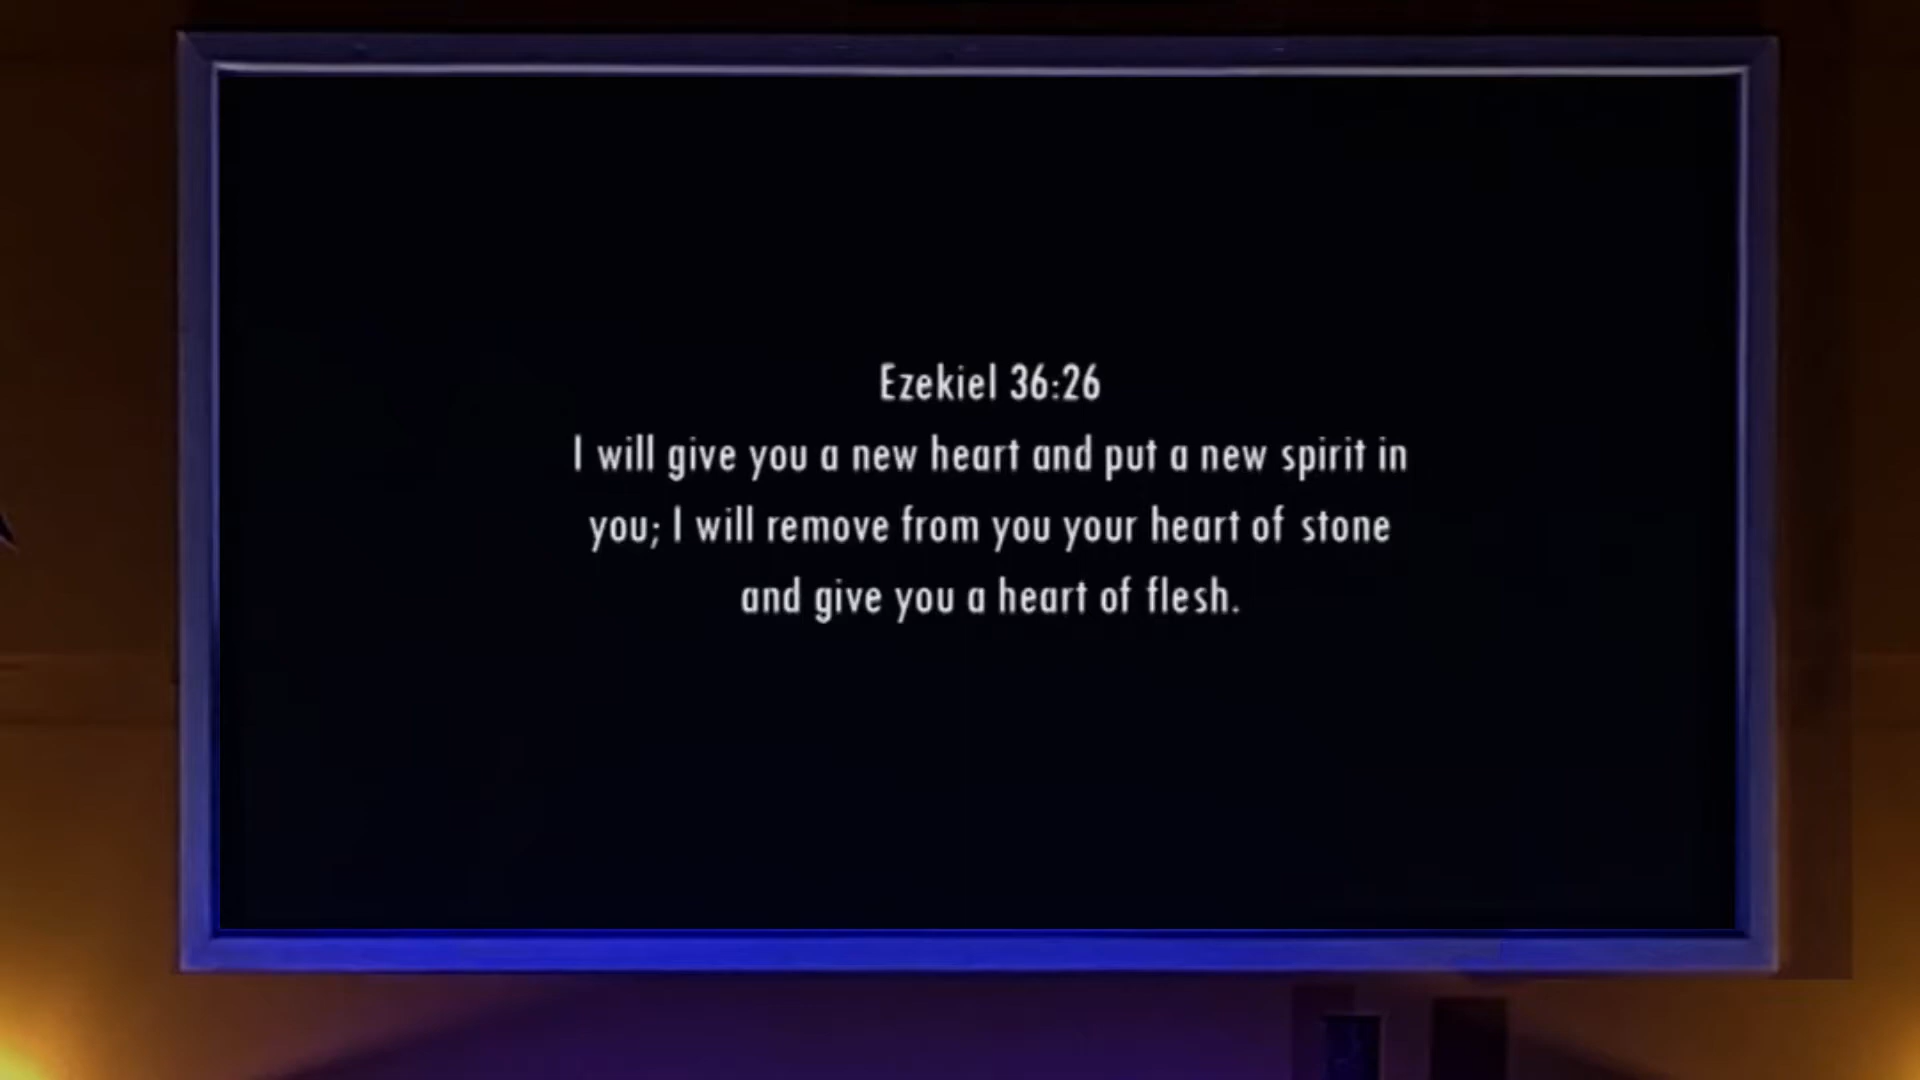 Ezekiel 36:26
I will give you a new heart and put a new spirit in
you; I will remove from you your heart of stone
and give you a heart of flesh.